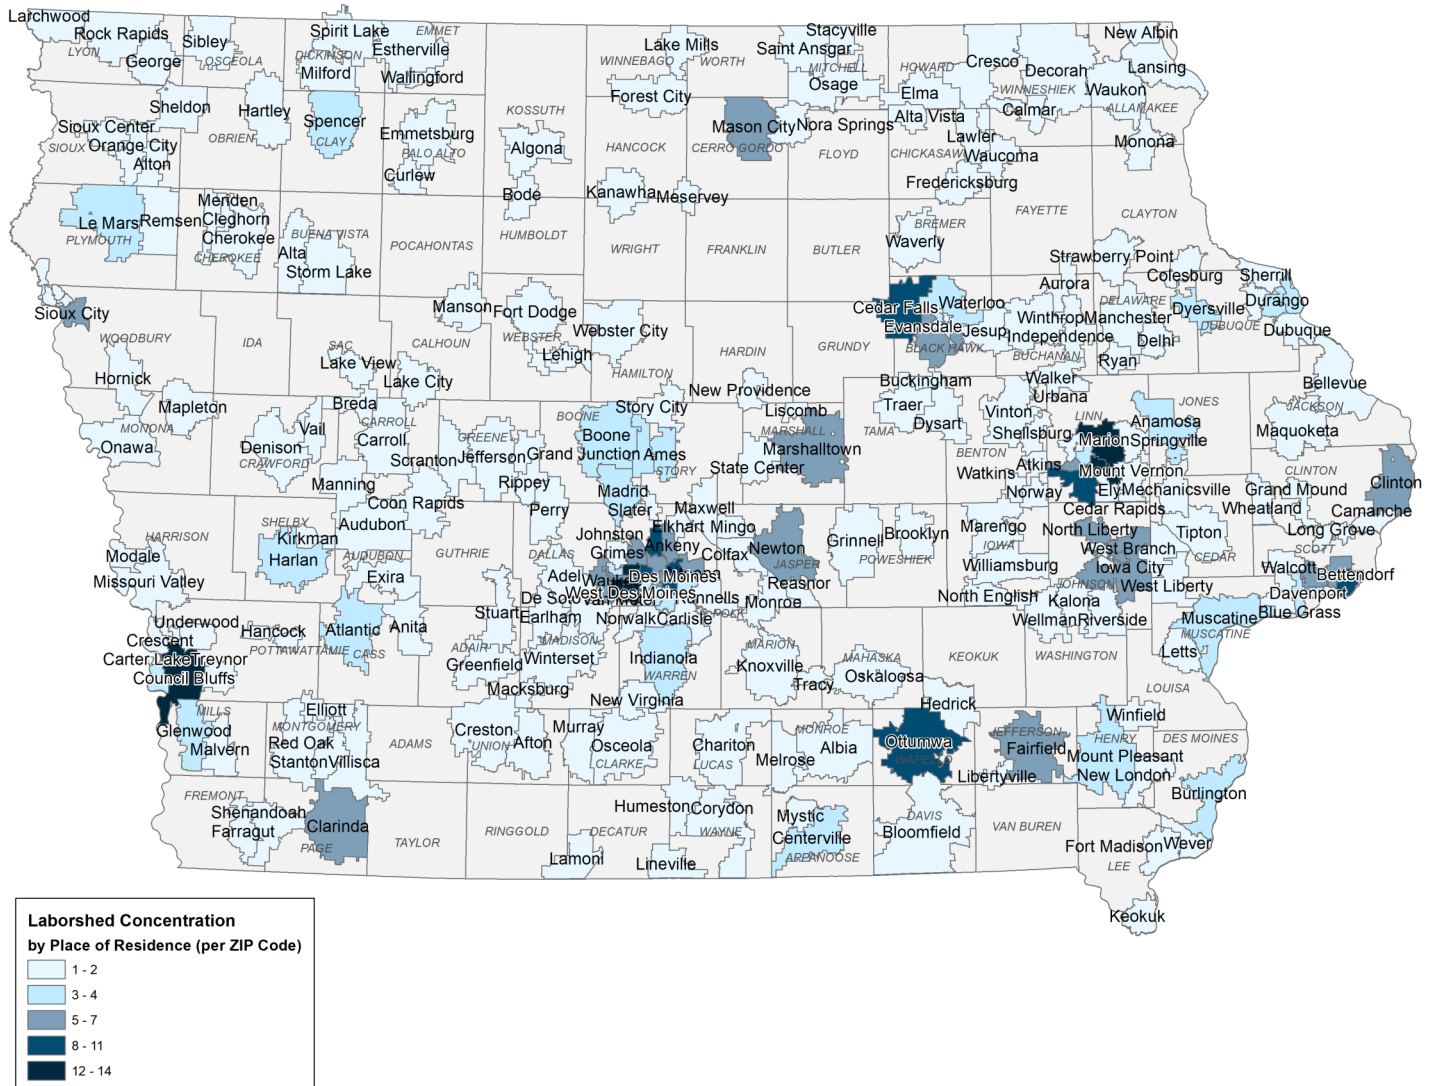 Larchwood
Rock Rapids
LYON
George
Sibley
OSCEOLA
Spirit Lake
DICKINSON
Milford
EMMET
Estherville
Wallingford
Lake Mills
WINNEBAGO
WORTH
Forest City
Stacyville
Saint Ansgar
MITCHELL
Osage
HOWARD
Cresco
Elma
Decorah
WINNESHIEK
Calmar
New Albin
Lansing
Waukon
ALLAMAKEE
Sheldon
Hartley
Sioux Center
SIOUX
Orange City
Alton
OBRIEN
Spencer
CLAY
Emmetsburg
PALO ALTO
Curlew
KOSSUTH
Algona
Bode
HANCOCK
Kanawha
Meservey
Mason City
CERRO GORDO
Nora Springs
FLOYD
Alta Vista
CHICKASAW
Lawler
Waucoma
Fredericksburg
Monona
Le Mars
PLYMOUTH
Remsen
Meriden
Cleghorn
Cherokee
CHEROKEE
BUENA VISTA
Alta
Storm Lake
POCAHONTAS
HUMBOLDT
WRIGHT
FRANKLIN
BUTLER
BREMER
Waverly
FAYETTE
CLAYTON
Strawberry Point
Colesburg
Sherrill
Durango
Aurora
DELAWARE
Dyersville
DUBUQUE
Dubuque
Sioux City
WOODBURY
IDA
SAC
CALHOUN
Manson
Fort Dodge
WEBSTER
Lehigh
Webster City
HAMILTON
HARDIN
GRUNDY
Cedar Falls
Waterloo
Evansdale
BLACK HAWK
Jesup
Winthrop
Independence
BUCHANAN
Manchester
Delhi
Ryan
Hornick
Mapleton
MONONA
Onawa
Lake View
Lake City
Breda
Vail
Denison
CRAWFORD
CARROLL
Carroll
Manning
GREENE
Scranton
Jefferson
Grand Junction
Rippey
BOONE
Boone
Story City
Ames
STORY
New Providence
Liscomb
MARSHALL
Marshalltown
State Center
Buckingham
Traer
TAMA
Dysart
Vinton
Shellsburg
BENTON
Watkins
Atkins
Norway
Walker
Urbana
LINN
Marion
Mount Vernon
Ely
Cedar Rapids
Anamosa
Springville
JONES
Mechanicsville
Bellevue
JACKSON
Maquoketa
CLINTON
Clinton
Grand Mound
Wheatland
Camanche
Long Grove
SHELBY
Kirkman
Harlan
HARRISON
Modale
Missouri Valley
Coon Rapids
Audubon
AUDUBON
Exira
GUTHRIE
Perry
DALLAS
Madrid
Slater
Maxwell
Elkhart
Mingo
Johnston
Ankeny
Grimes
Colfax
Newton
JASPER
Reasnor
Adel
Des Moines
West Des Moines
De Soto
Runnells
POLK
Monroe
Grinnell
Brooklyn
POWESHIEK
Marengo
IOWA
Williamsburg
North English
North Liberty
West Branch
Iowa City
JOHNSON
West Liberty
Tipton
CEDAR
SCOTT
Walcott
Bettendorf
Davenport
Blue Grass
Muscatine
MUSCATINE
Letts
Kalona
Wellman
Riverside
Underwood
Crescent
Carter Lake
Treynor
Council Bluffs
Hancock
POTTAWATTAMIE
Atlantic
CASS
Anita
Stuart
Earlham
MADISON
Winterset
ADAIR
Greenfield
Macksburg
Norwalk
Carlisle
Indianola
WARREN
New Virginia
MARION
Knoxville
Tracy
MAHASKA
Oskaloosa
KEOKUK
WASHINGTON
LOUISA
MILLS
Glenwood
Malvern
Elliott
MONTGOMERY
Red Oak
Stanton
Villisca
ADAMS
Creston
UNION
Afton
Murray
Osceola
CLARKE
Chariton
LUCAS
MONROE
Albia
Melrose
Hedrick
Ottumwa
WAPELLO
JEFFERSON
Fairfield
Libertyville
Winfield
HENRY
Mount Pleasant
New London
DES MOINES
Burlington
FREMONT
Shenandoah
Farragut
PAGE
Clarinda
TAYLOR
RINGGOLD
DECATUR
Lamoni
Humeston
Corydon
WAYNE
Lineville
Mystic
Centerville
APPANOOSE
DAVIS
Bloomfield
VAN BUREN
Fort Madison
Wever
LEE
Keokuk
Laborshed Concentration
by Place of Residence (per ZIP Code)
1 - 2
3 - 4
5 - 7
8 - 11
12 - 14